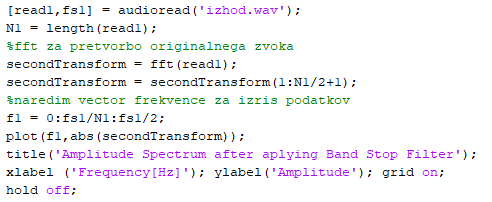 [read1,fs1] = audioread('izhod.wav');
N1 = length(read1);
%fft za pretvorbo originalnega zvoka
secondTransform = fft(read1);
secondTransform = secondTransform(1:N1/2+1);
%naredim vector frekvence za izris podatkov
f1 = 0:fs1/N1:fs1/2;
plot(f1,abs(secondTransform));
title('Amplitude Spectrum after aplying Band Stop Filter');
xlabel ('Frequency[Hz]'); ylabel('Amplitude'); grid on;
hold off;